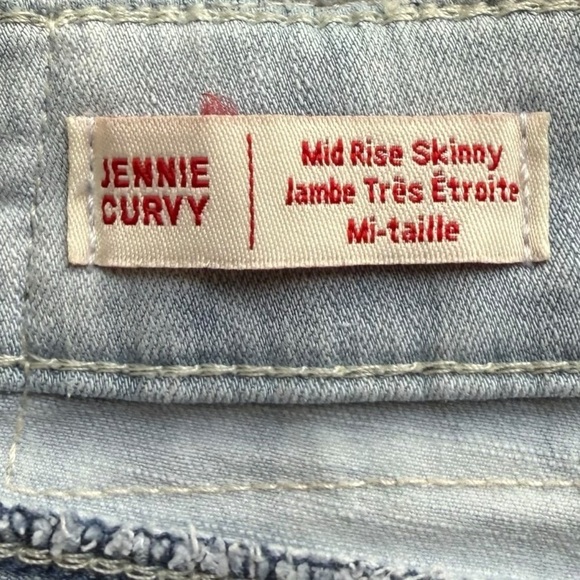 JENNIE
CURVY
Mid Rise Skinny
Jambe Très Étroite
Mi-taille